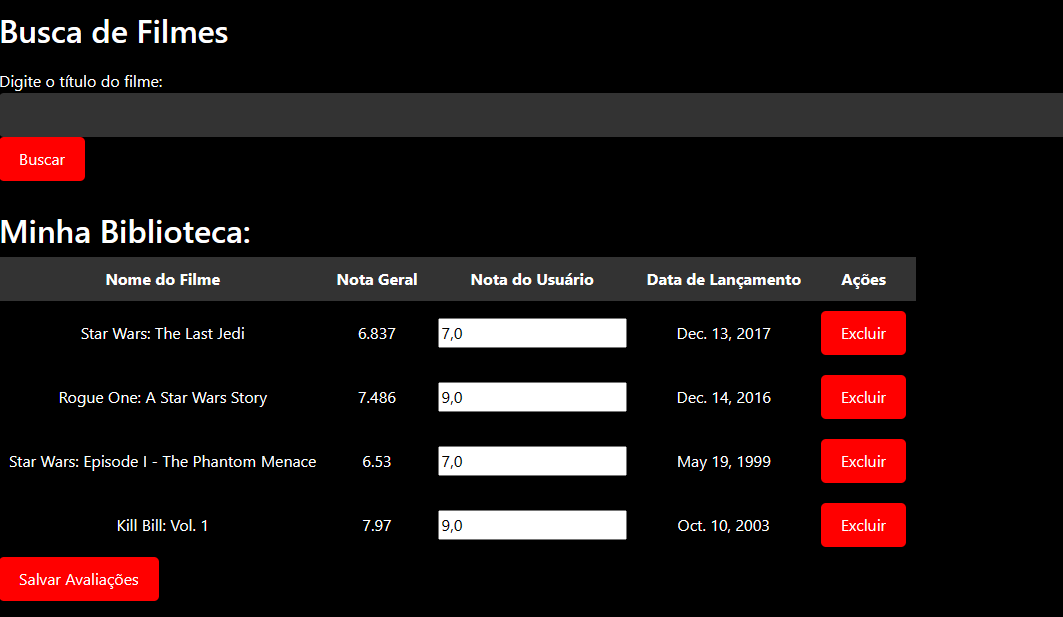 Busca de Filmes
Digite o título do filme:
Buscar
Minha Biblioteca:
Nome do Filme Nota Geral Nota do Usuário Data de Lançamento Ações
Star Wars: The Last Jedi 6.837 7,0 Dec. 13, 2017 Excluir
Rogue One: A Star Wars Story 7.486 9,0 Dec. 14, 2016 Excluir
Star Wars: Episode I - The Phantom Menace 6.53 7,0 May 19, 1999 Excluir
Kill Bill: Vol. 1 7.97 9,0 Oct. 10, 2003 Excluir
Salvar Avaliações